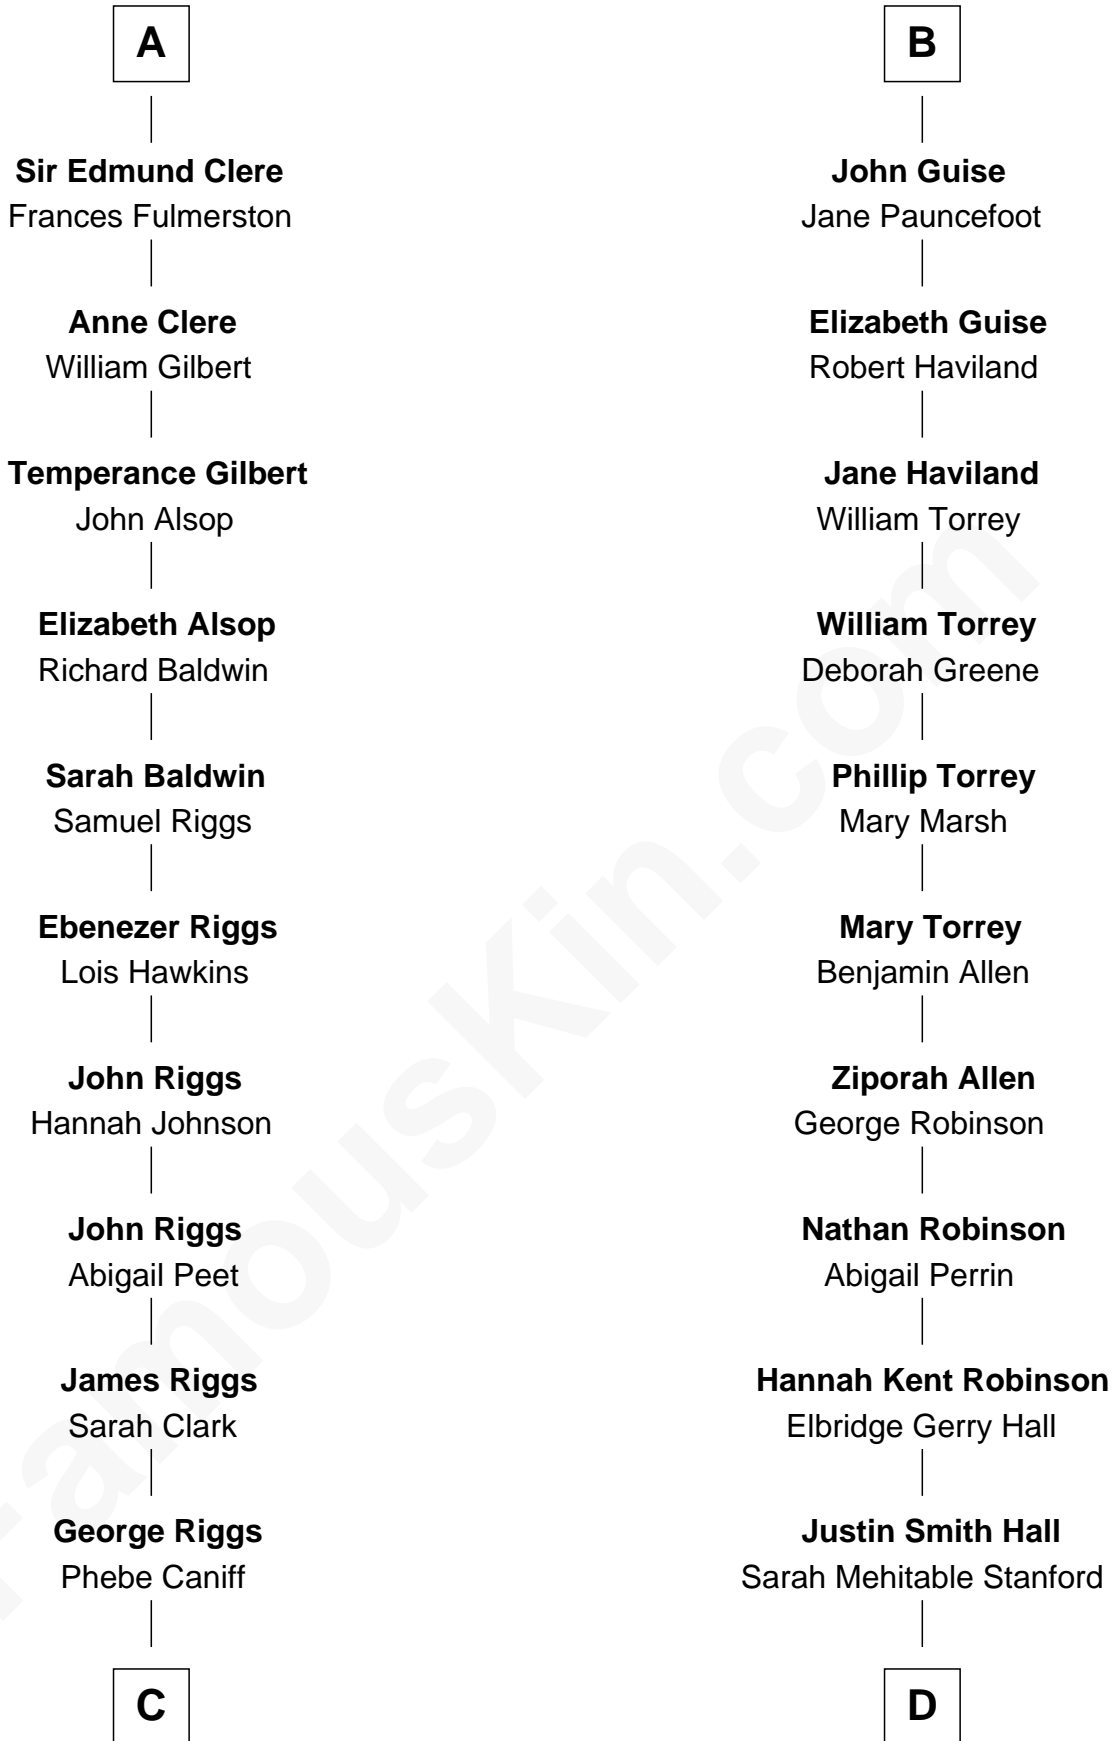 A
Sir Edmund Clere
Frances Fulmerston
Anne Clere
William Gilbert
Temperance Gilbert
John Alsop
Elizabeth Alsop
Richard Baldwin
Sarah Baldwin
Samuel Riggs
Ebenezer Riggs
Lois Hawkins
John Riggs
Hannah Johnson
John Riggs
Abigail Peet
James Riggs
Sarah Clark
George Riggs
Phebe Caniff
C
B
John Guise
Jane Pauncefoot
Elizabeth Guise
Robert Haviland
Jane Haviland
William Torrey
William Torrey
Deborah Greene
Phillip Torrey
Mary Marsh
Mary Torrey
Benjamin Allen
Ziporah Allen
George Robinson
Nathan Robinson
Abigail Perrin
Hannah Kent Robinson
Elbridge Gerry Hall
Justin Smith Hall
Sarah Mehitable Stanford
D
FamousKin.com